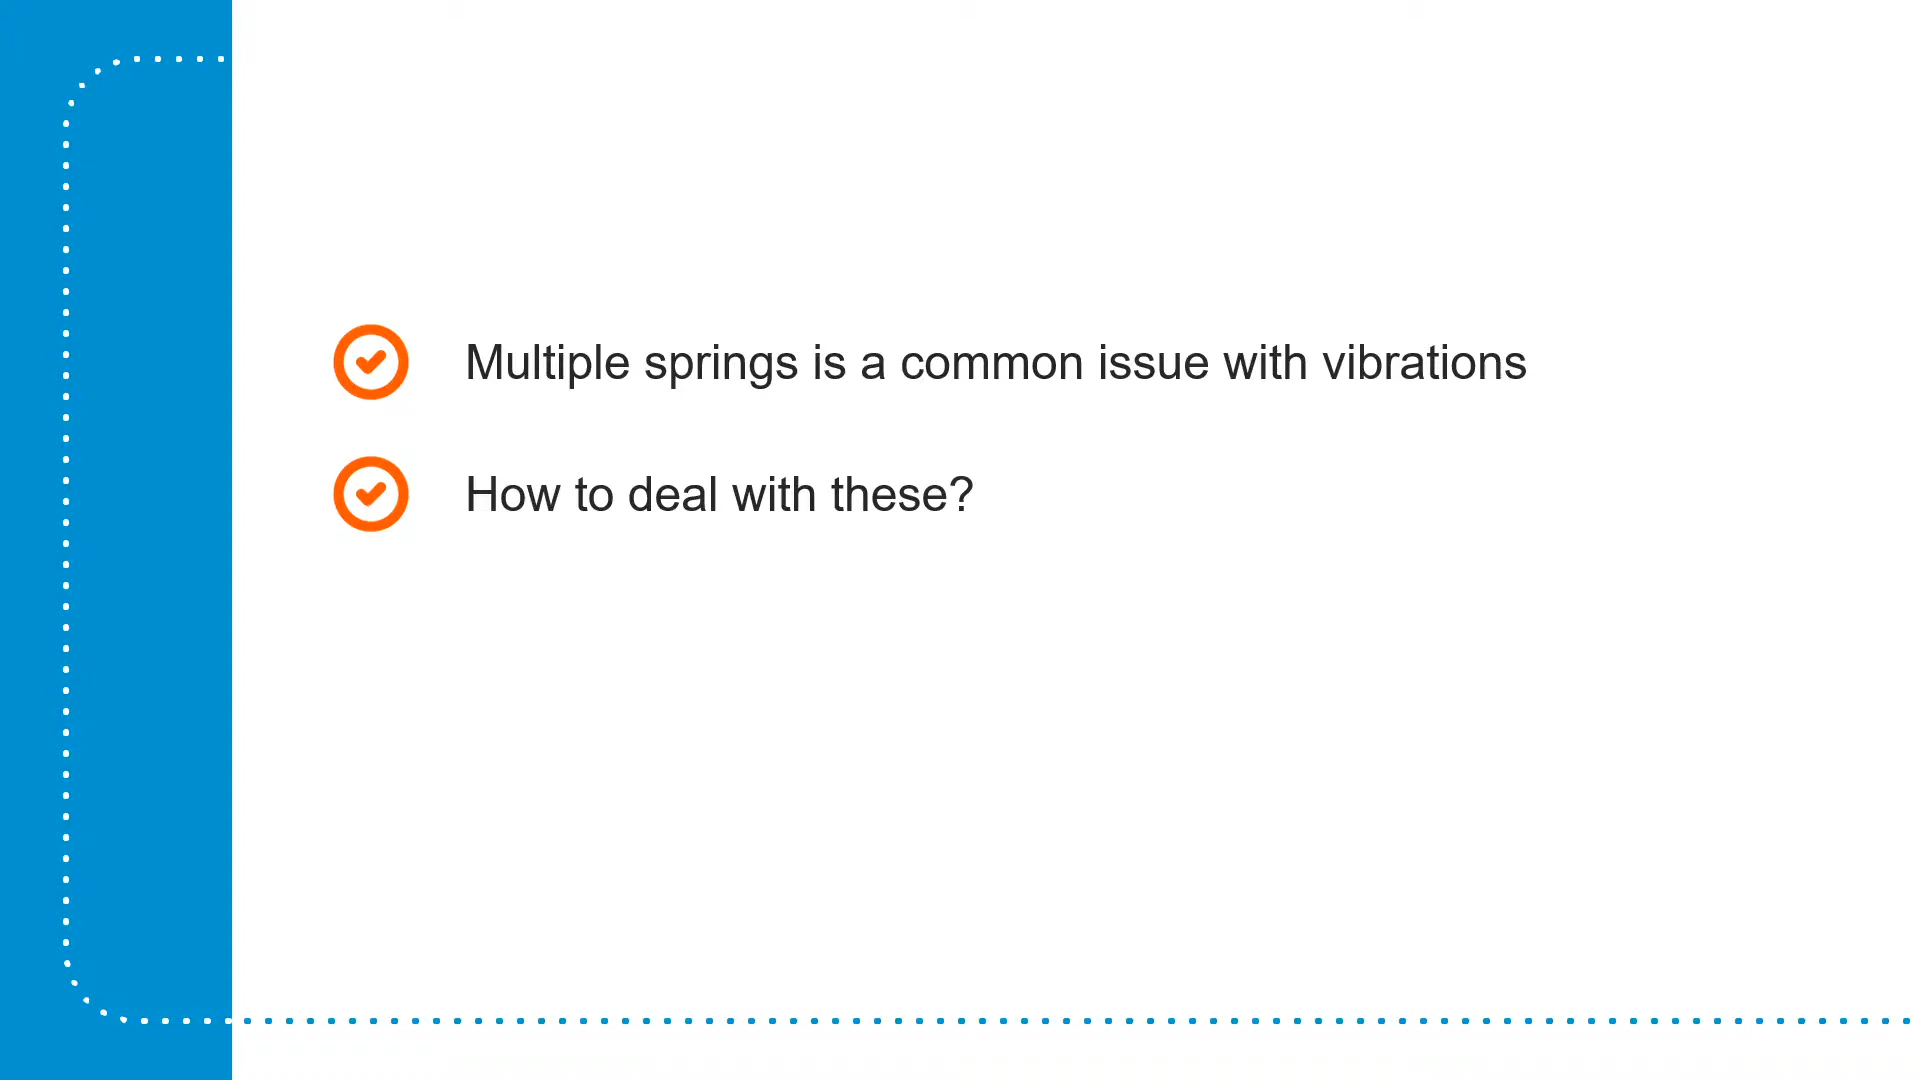 Multiple springs is a common issue with vibrations
How to deal with these?